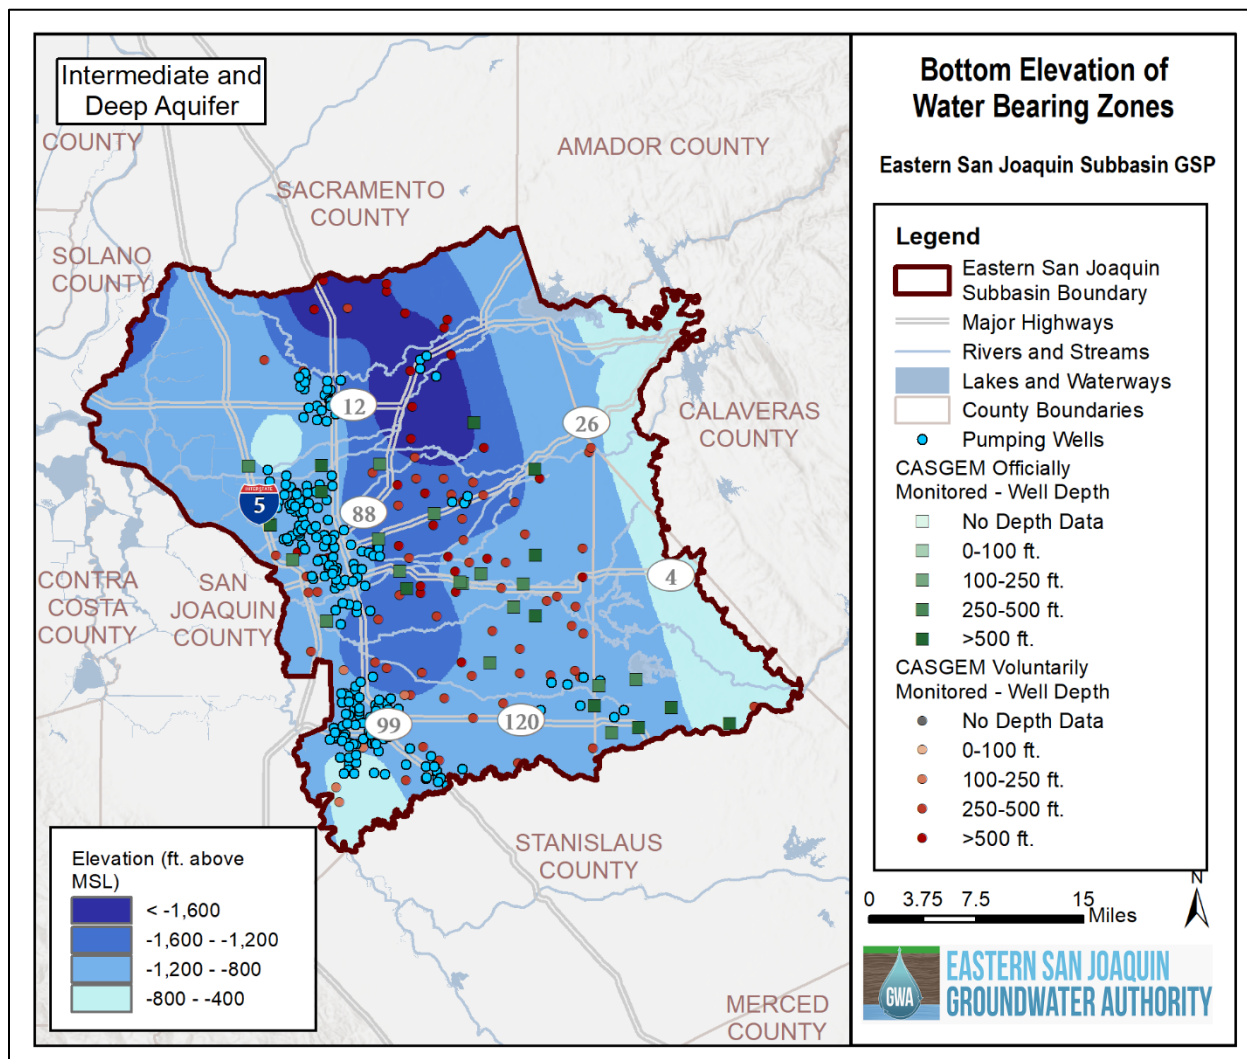 Intermediate and
Deep Aquifer
COUNTY
AMADOR COUNTY
SACRAMENTO
COUNTY
SOLANO
COUNTY
CALAVERAS
COUNTY
CONTRA
COSTA
COUNTY
SAN
JOAQUIN
COUNTY
STANISLAUS
COUNTY
MERCED
COUNTY
12
26
INTERSTATE
5
88
4
99
120
Elevation (ft. above
MSL)
< -1,600
-1,600 - -1,200
-1,200 - -800
-800 - -400
Bottom Elevation of
Water Bearing Zones
Eastern San Joaquin Subbasin GSP
Legend
Eastern San Joaquin
Subbasin Boundary
Major Highways
Rivers and Streams
Lakes and Waterways
County Boundaries
Pumping Wells
CASGEM Officially
Monitored - Well Depth
No Depth Data
0-100 ft.
100-250 ft.
250-500 ft.
>500 ft.
CASGEM Voluntarily
Monitored - Well Depth
No Depth Data
0-100 ft.
100-250 ft.
250-500 ft.
>500 ft.
0 3.75 7.5 15
Miles
N
GWA
EASTERN SAN JOAQUIN
GROUNDWATER AUTHORITY